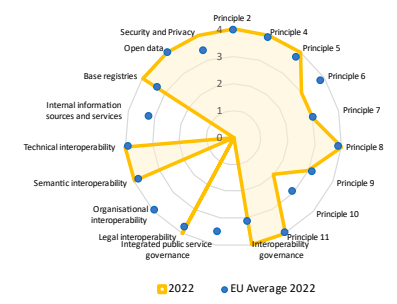 Principle 2
Principle 4
Principle 5
Principle 6
Principle 7
Principle 8
Principle 9
Principle 10
Principle 11
Interoperability
governance
Integrated public service
governance
Legal interoperability
Organisational
interoperability
Semantic interoperability
Technical interoperability
Internal information
sources and services
Base registries
Open data
Security and Privacy
4
3
2
1
0
2022
EU Average 2022